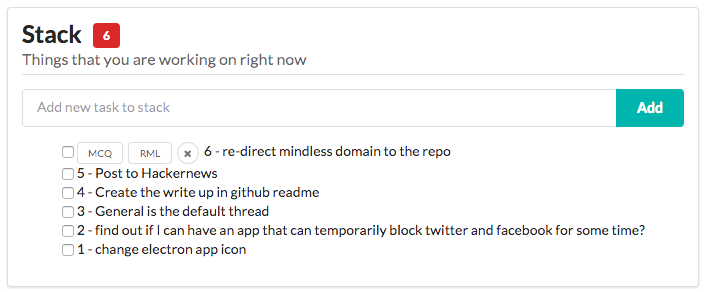 Stack 6
Things that you are working on right now
Add new task to stack Add
MCQ RML × 6 - re-direct mindless domain to the repo
5 - Post to Hackernews
4 - Create the write up in github readme
3 - General is the default thread
2 - find out if I can have an app that can temporarily block twitter and facebook for some time?
1 - change electron app icon